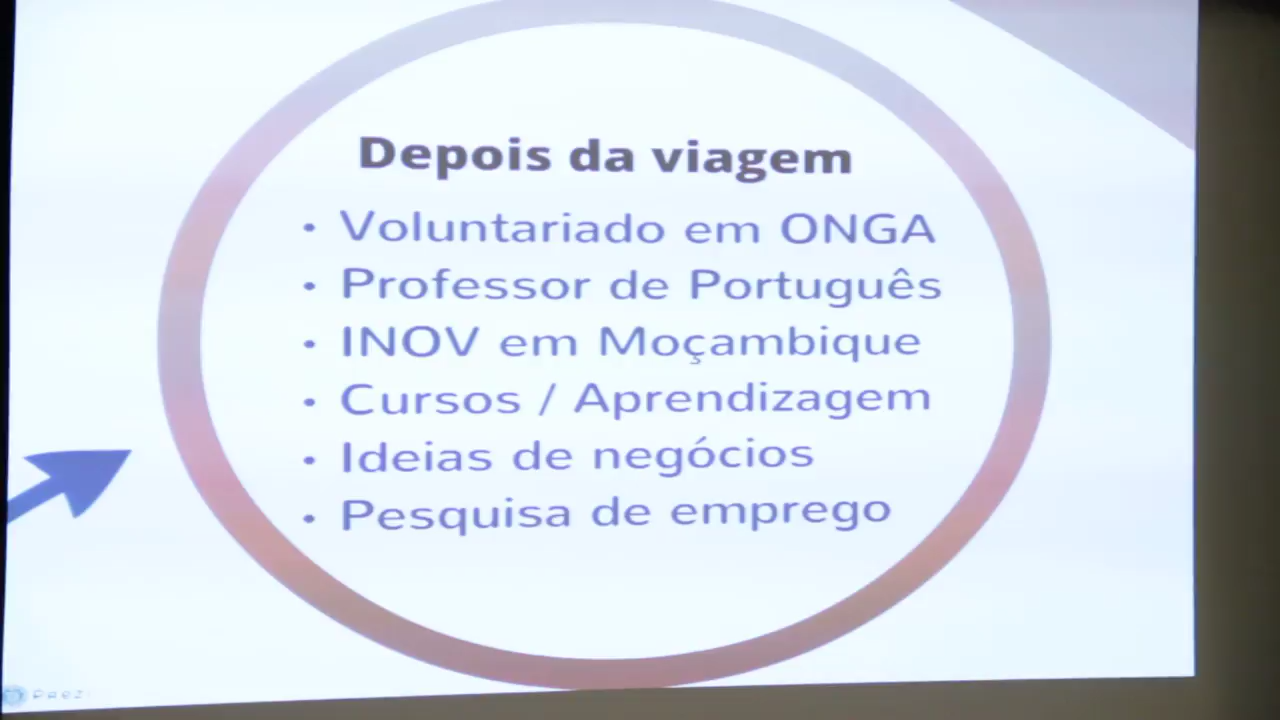 Depois da viagem
• Voluntariado em ONGA
• Professor de Português
• INOV em Moçambique
• Cursos / Aprendizagem
• Ideias de negócios
• Pesquisa de emprego